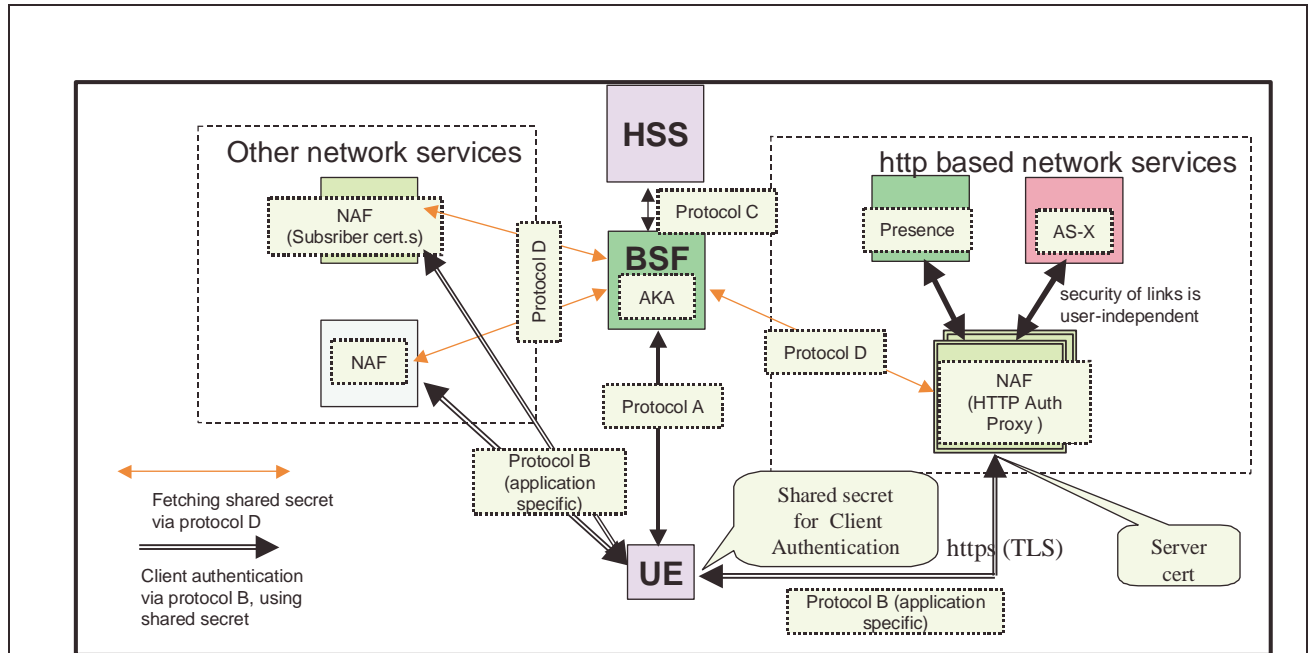 HSS
Other network services
http based network services
NAF
(Subsriber cert.s)
Protocol C
Presence
AS-X
Protocol D
BSF
AKA
security of links is
user-independent
NAF
Protocol D
NAF
(HTTP Auth
Proxy )
Protocol A
Protocol B
(application
specific)
Fetching shared secret
via protocol D
Shared secret
for Client
Authentication
https (TLS)
Server
cert
Client authentication
via protocol B, using
shared secret
UE
Protocol B (application
specific)